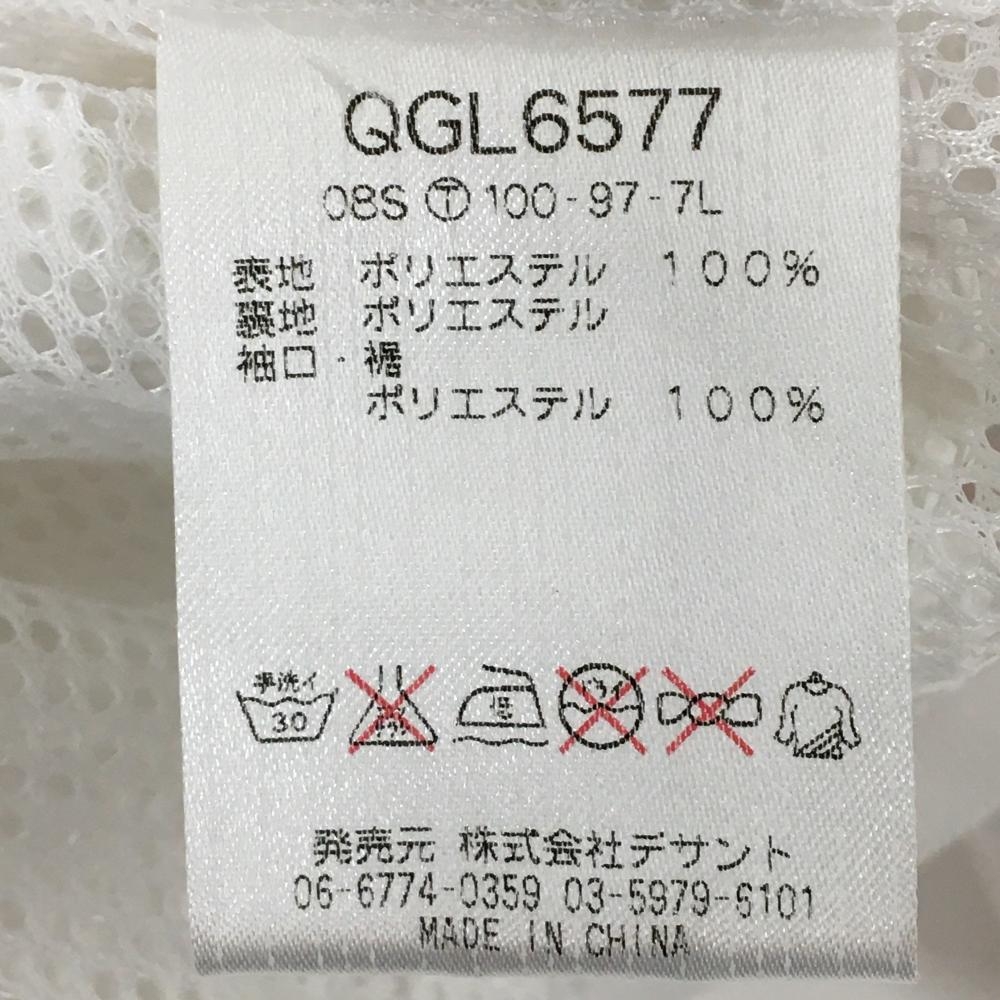 QGL6577
08S Ⓣ 100-97-7L
表地 ポリエステル 100%
裏地 ポリエステル
袖口・裾
ポリエステル 100%
手洗イ
30
低
ドライ
発売元 株式会社デサント
06-6774-0359 03-5979-6101
MADE IN CHINA